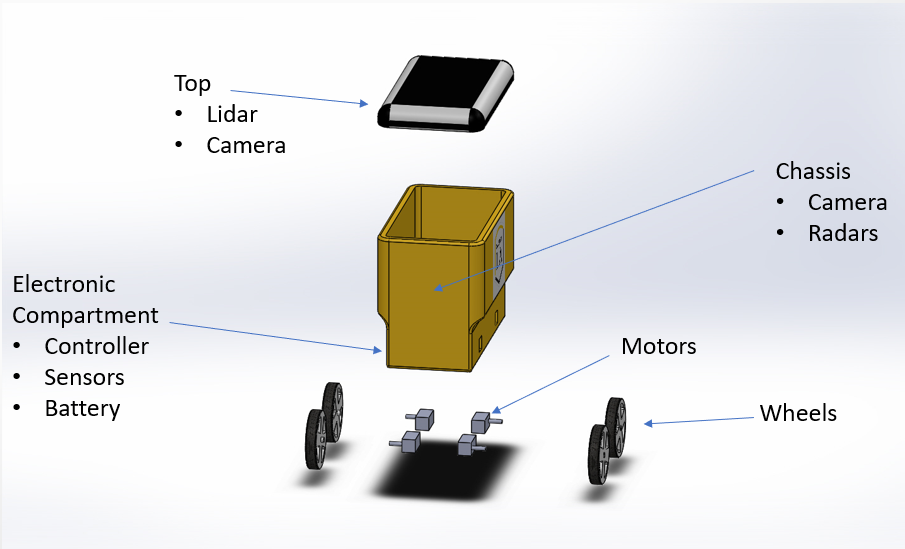 Top
• Lidar
• Camera
Chassis
• Camera
• Radars
Electronic
Compartment
• Controller
• Sensors
• Battery
Motors
Wheels